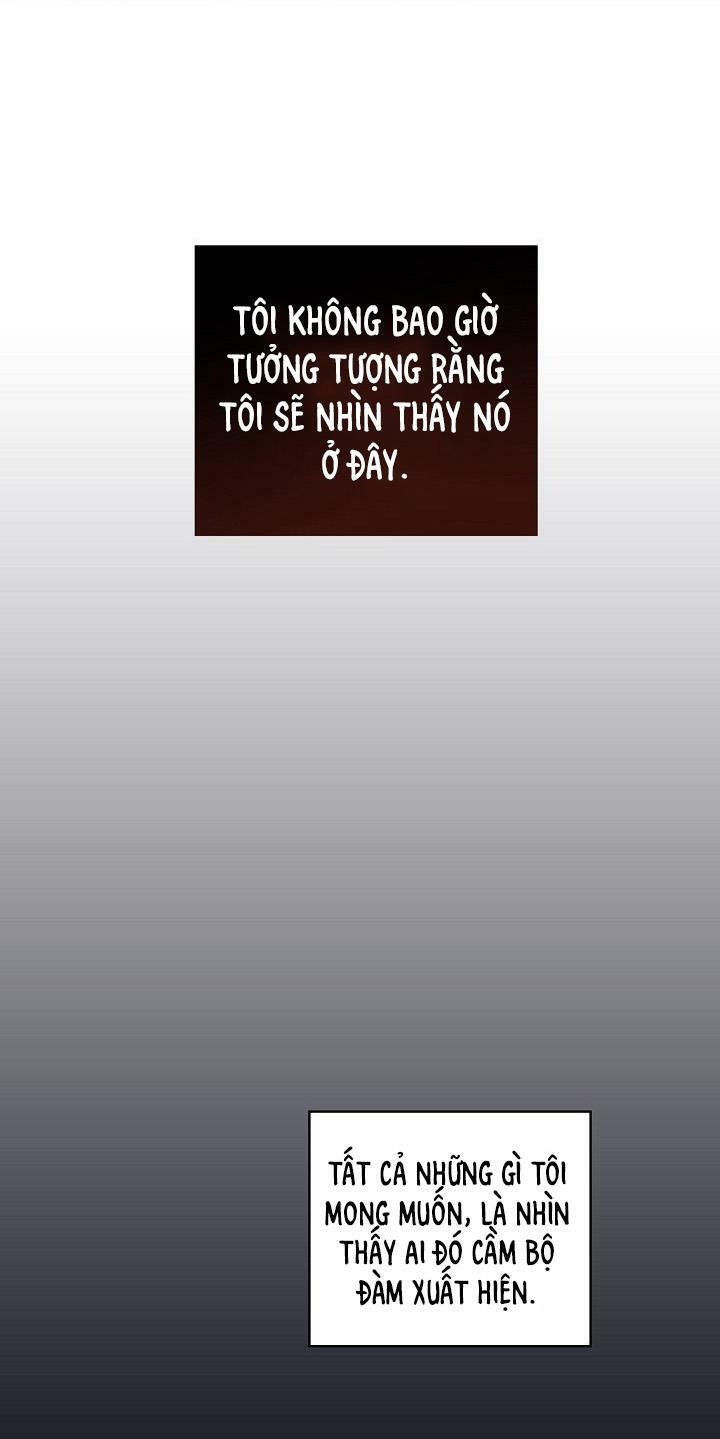 TÔI KHÔNG BAO GIỜ
TƯỞNG TƯỢNG RẰNG
TÔI SẼ NHÌN THẤY NÓ
Ở ĐÂY.
TẤT CẢ NHỮNG GÌ TÔI
MONG MUỐN, LÀ NHÌN
THẤY AI ĐÓ CẦM BỘ
ĐÀM XUẤT HIỆN.